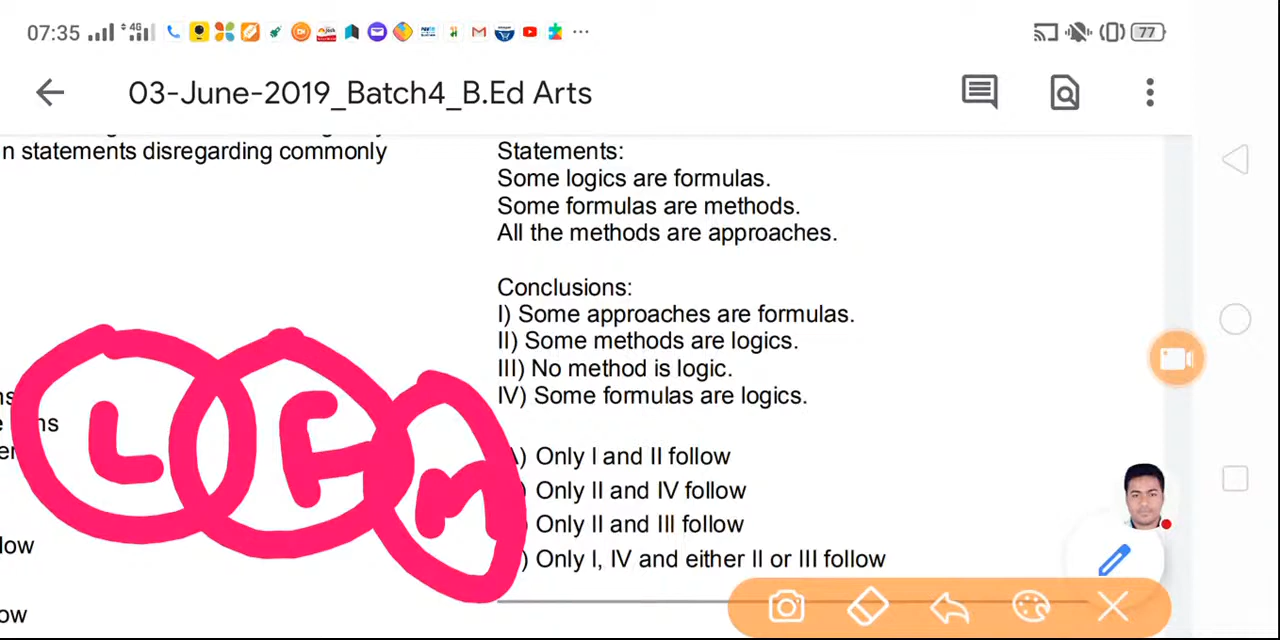 07:35
4G
77
03-June-2019_Batch4_B.Ed Arts
n statements disregarding commonly
Statements:
Some logics are formulas.
Some formulas are methods.
All the methods are approaches.
Conclusions:
I) Some approaches are formulas.
II) Some methods are logics.
III) No method is logic.
IV) Some formulas are logics.
L
F
M
) Only I and II follow
) Only II and IV follow
) Only II and III follow
) Only I, IV and either II or III follow
low
ow